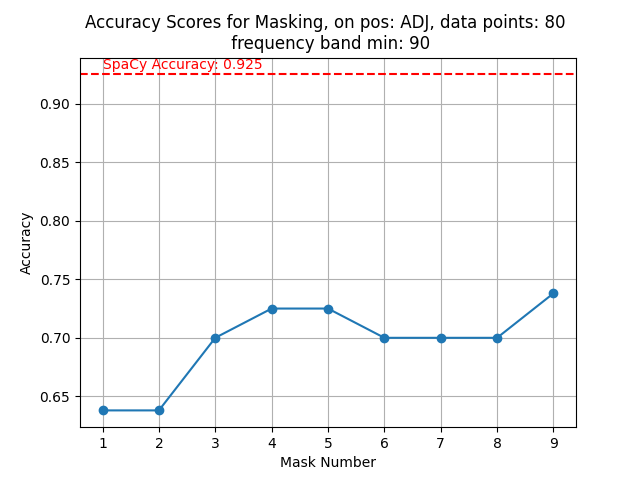 Accuracy Scores for Masking, on pos: ADJ, data points: 80
frequency band min: 90
SpaCy Accuracy: 0.925
0.90
0.85
0.80
0.75
0.70
0.65
Accuracy
1 2 3 4 5 6 7 8 9
Mask Number